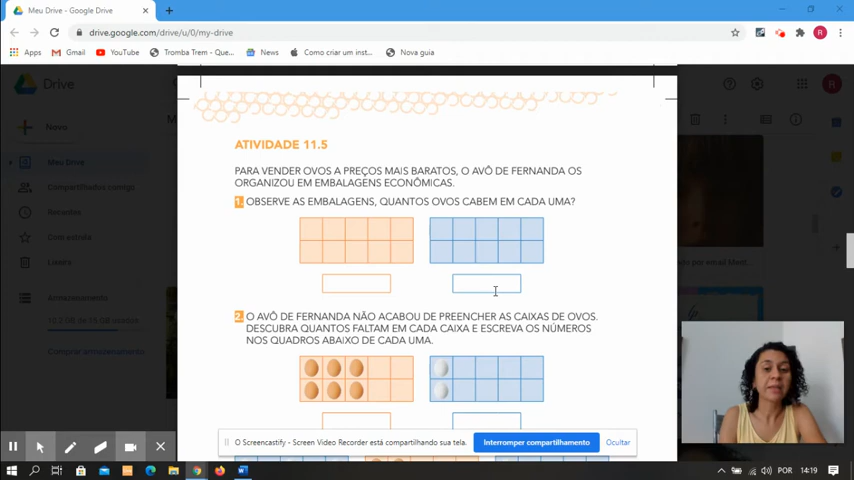 Meu Drive - Google Drive
drive.google.com/drive/u/0/my-drive
Apps
Gmail
YouTube
Tromba Trem - Qu...
News
Como criar um inst...
Nova guia
Drive
R
R
Novo
Meu Drive
Compartilhados comigo
Recentes
Com estrela
Lixeira
Armazenamento
Comprar armazenamento
ATIVIDADE 11.5
PARA VENDER OVOS A PREÇOS MAIS BARATOS, O AVÔ DE FERNANDA OS
ORGANIZOU EM EMBALAGENS ECONÔMICAS.
1. OBSERVE AS EMBALAGENS, QUANTOS OVOS CABEM EM CADA UMA?
2. O AVÔ DE FERNANDA NÃO ACABOU DE PREENCHER AS CAIXAS DE OVOS.
DESCUBRA QUANTOS FALTAM EM CADA CAIXA E ESCREVA OS NÚMEROS
NOS QUADROS ABAIXO DE CADA UMA.
O Screencastify - Screen Video Recorder está compartilhando sua tela.
Interromper compartilhamento
Ocultar
POR
14:19